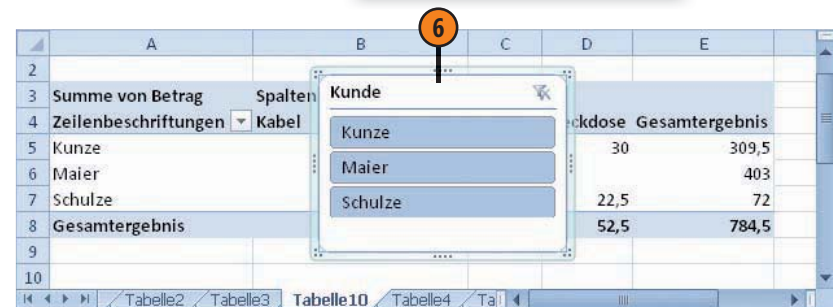 6
A B C D E
2
3 Summe von Betrag Spalten
4 Zeilenbeschriftungen Kabel ckdose Gesamtergebnis
5 Kunze 30 309,5
6 Maier 403
7 Schulze 22,5 72
8 Gesamtergebnis 52,5 784,5
9
10
Kunde
Kunze
Maier
Schulze
Tabelle2 Tabelle3 Tabelle10 Tabelle4 Ta